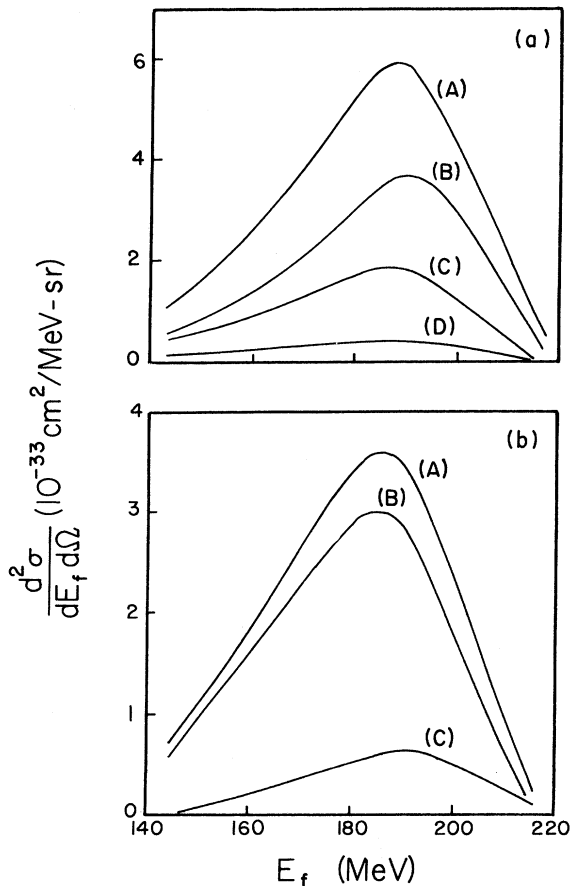 (a)
6
4
2
0
(A)
(B)
(C)
(D)
d²σ/dE_f dΩ (10⁻³³ cm²/MeV-sr)
(b)
4
3
2
1
0
(A)
(B)
(C)
140 160 180 200 220
E_f (MeV)